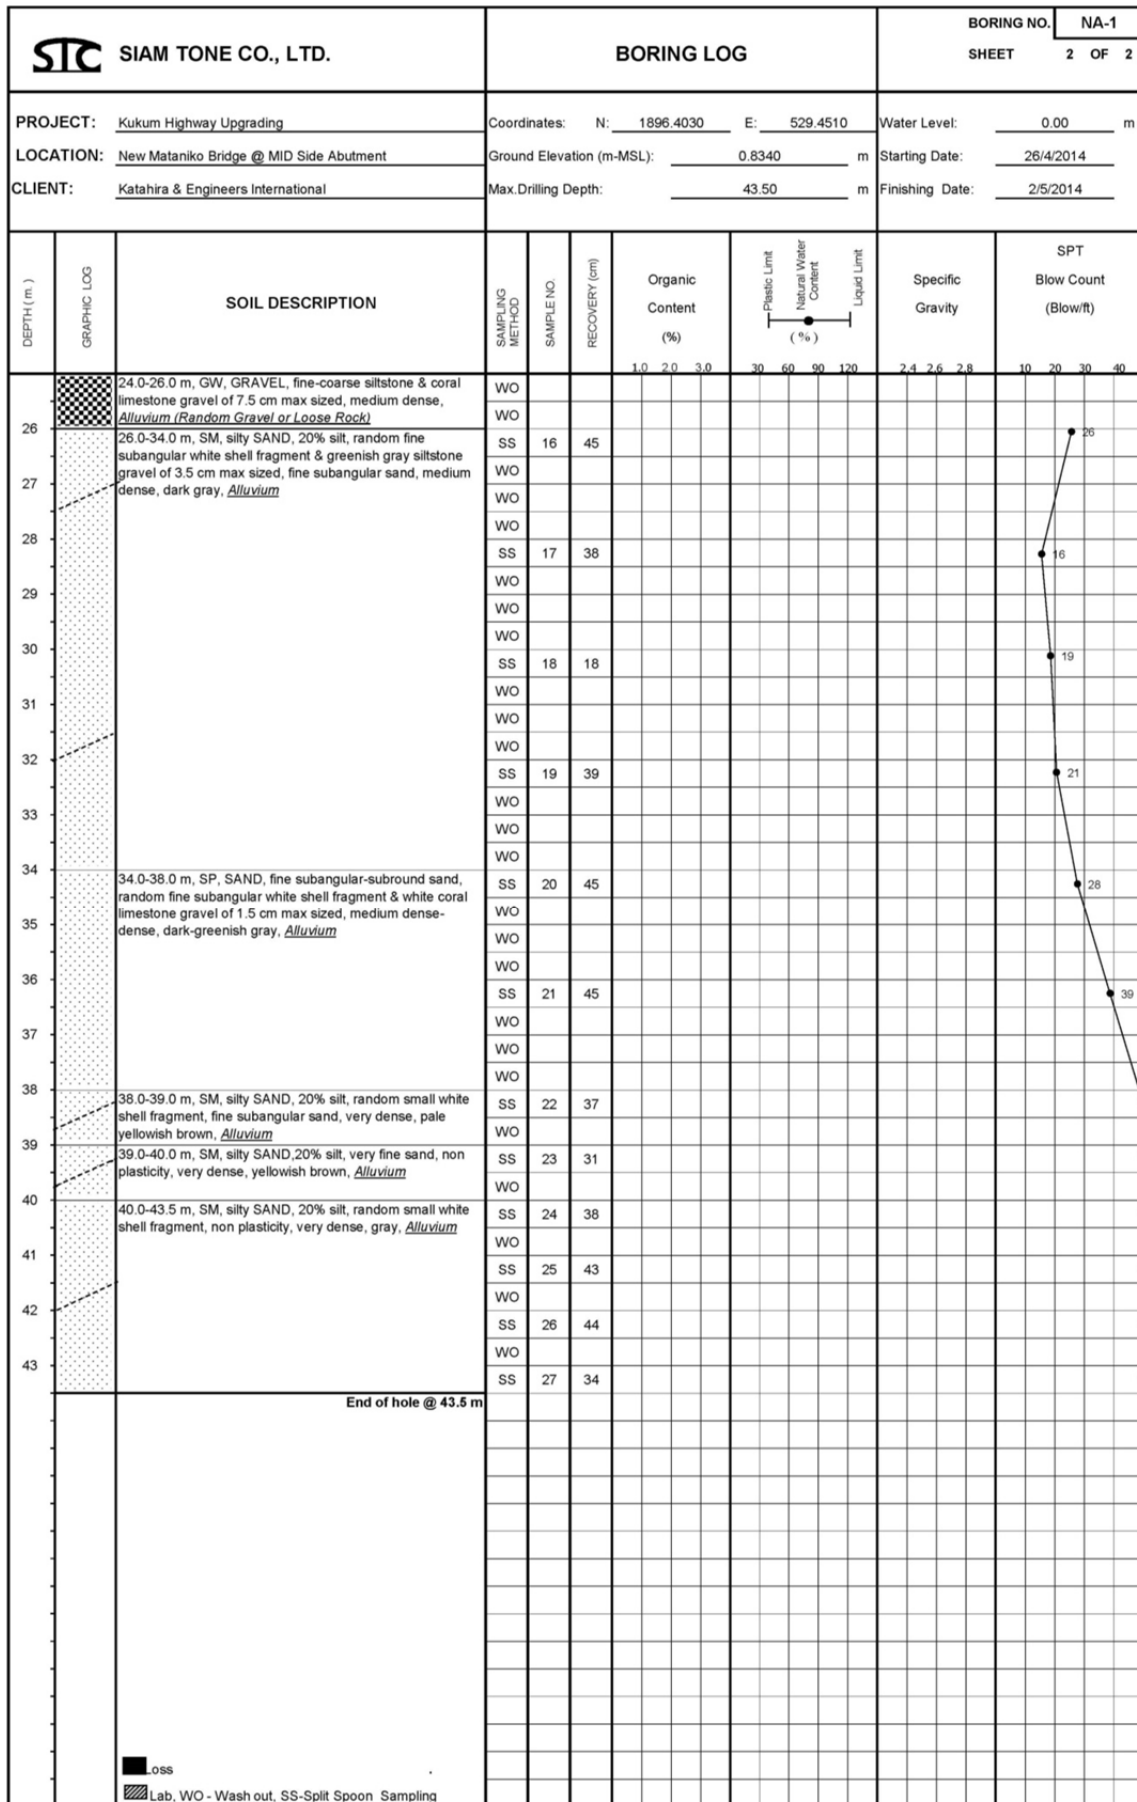 BORING NO. NA-1
STC SIAM TONE CO., LTD.
BORING LOG
SHEET 2 OF 2
PROJECT: Kukum Highway Upgrading
Coordinates: N: 1896.4030 E: 529.4510
Water Level: 0.00 m
LOCATION: New Mataniko Bridge @ MID Side Abutment
Ground Elevation (m-MSL): 0.8340 m
Starting Date: 26/4/2014
CLIENT: Katahira & Engineers International
Max.Drilling Depth: 43.50 m
Finishing Date: 2/5/2014
DEPTH ( m. )
GRAPHIC LOG
SOIL DESCRIPTION
SAMPLING METHOD
SAMPLE NO.
RECOVERY (cm)
Organic
Content
(%)
1.0 2.0 3.0
Plastic Limit
Natural Water Content
Liquid Limit
( % )
30 60 90 120
Specific
Gravity
2.4 2.6 2.8
SPT
Blow Count
(Blow/ft)
10 20 30 40
24.0-26.0 m, GW, GRAVEL, fine-coarse siltstone & coral
limestone gravel of 7.5 cm max sized, medium dense,
Alluvium (Random Gravel or Loose Rock)
WO
WO
26
26.0-34.0 m, SM, silty SAND, 20% silt, random fine
subangular white shell fragment & greenish gray siltstone
gravel of 3.5 cm max sized, fine subangular sand, medium
dense, dark gray, Alluvium
SS 16 45 26
WO
27
WO
WO
28
SS 17 38 16
WO
29
WO
WO
30
SS 18 18 19
WO
31
WO
WO
32
SS 19 39 21
WO
33
WO
WO
34
34.0-38.0 m, SP, SAND, fine subangular-subround sand,
random fine subangular white shell fragment & white coral
limestone gravel of 1.5 cm max sized, medium dense-
dense, dark-greenish gray, Alluvium
SS 20 45 28
WO
35
WO
WO
36
SS 21 45 39
WO
37
WO
WO
38
38.0-39.0 m, SM, silty SAND, 20% silt, random small white
shell fragment, fine subangular sand, very dense, pale
yellowish brown, Alluvium
SS 22 37
WO
39
39.0-40.0 m, SM, silty SAND,20% silt, very fine sand, non
plasticity, very dense, yellowish brown, Alluvium
SS 23 31
WO
40
40.0-43.5 m, SM, silty SAND, 20% silt, random small white
shell fragment, non plasticity, very dense, gray, Alluvium
SS 24 38
WO
41
SS 25 43
WO
42
SS 26 44
WO
43
SS 27 34
End of hole @ 43.5 m
Loss
Lab, WO - Wash out, SS-Split Spoon Sampling